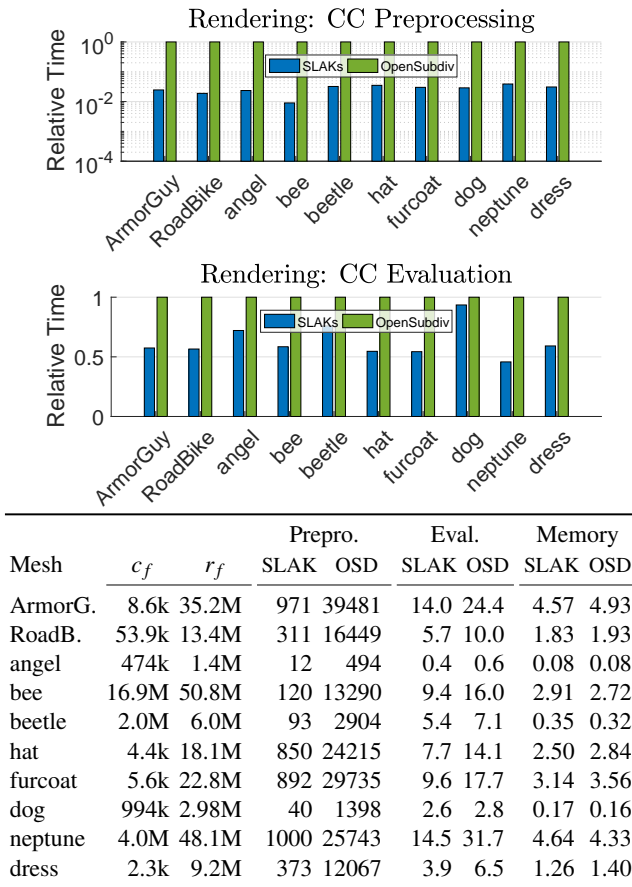 Rendering: CC Preprocessing
Relative Time
10^0
10^-2
10^-4
SLAKs OpenSubdiv
ArmorGuy RoadBike angel bee beetle hat furcoat dog neptune dress
Rendering: CC Evaluation
Relative Time
1
0.5
0
SLAKs OpenSubdiv
ArmorGuy RoadBike angel bee beetle hat furcoat dog neptune dress
Prepro. Eval. Memory
Mesh c_f r_f SLAK OSD SLAK OSD SLAK OSD
ArmorG. 8.6k 35.2M 971 39481 14.0 24.4 4.57 4.93
RoadB. 53.9k 13.4M 311 16449 5.7 10.0 1.83 1.93
angel 474k 1.4M 12 494 0.4 0.6 0.08 0.08
bee 16.9M 50.8M 120 13290 9.4 16.0 2.91 2.72
beetle 2.0M 6.0M 93 2904 5.4 7.1 0.35 0.32
hat 4.4k 18.1M 850 24215 7.7 14.1 2.50 2.84
furcoat 5.6k 22.8M 892 29735 9.6 17.7 3.14 3.56
dog 994k 2.98M 40 1398 2.6 2.8 0.17 0.16
neptune 4.0M 48.1M 1000 25743 14.5 31.7 4.64 4.33
dress 2.3k 9.2M 373 12067 3.9 6.5 1.26 1.40